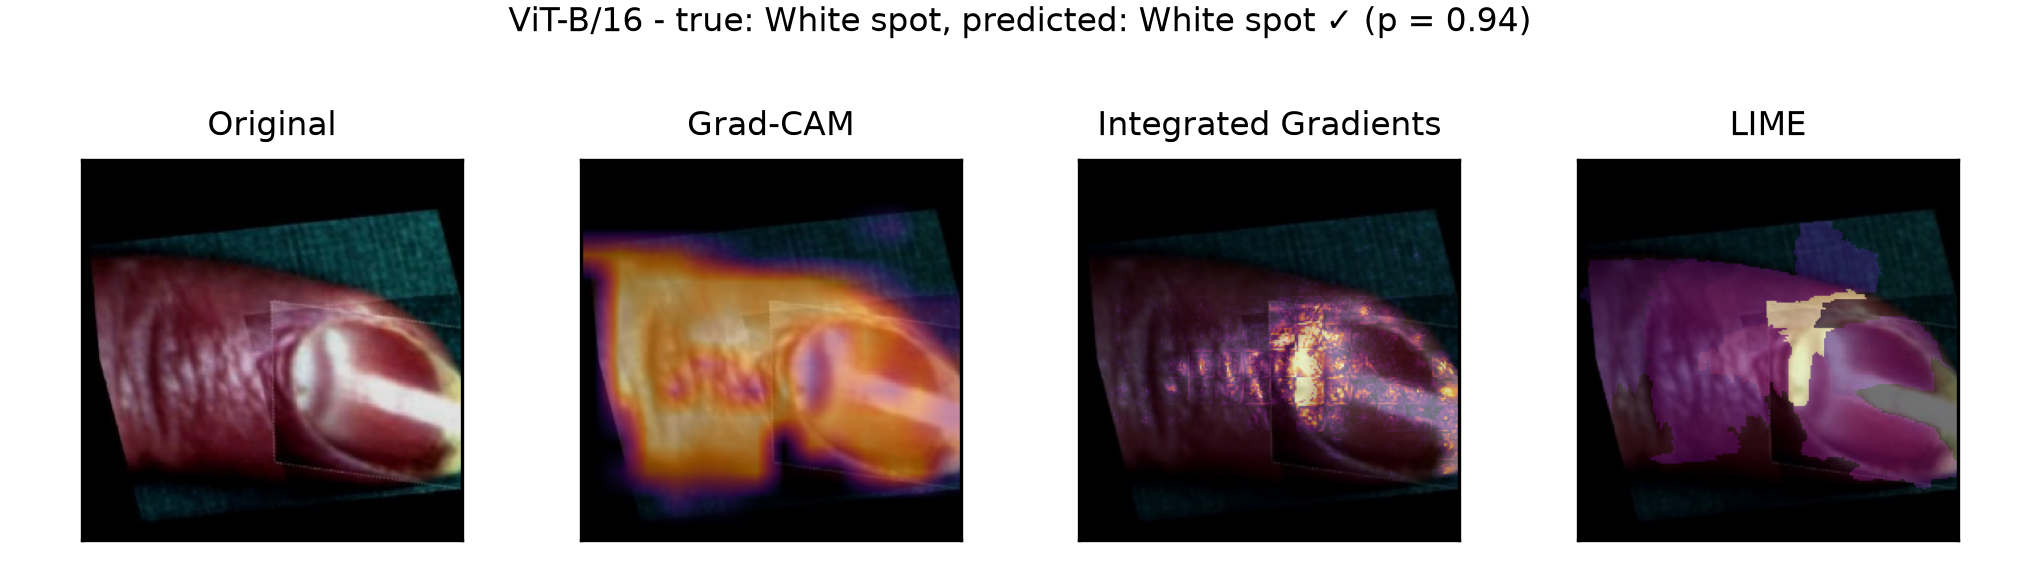 ViT-B/16 - true: White spot, predicted: White spot ✓ (p = 0.94)
Original
Grad-CAM
Integrated Gradients
LIME